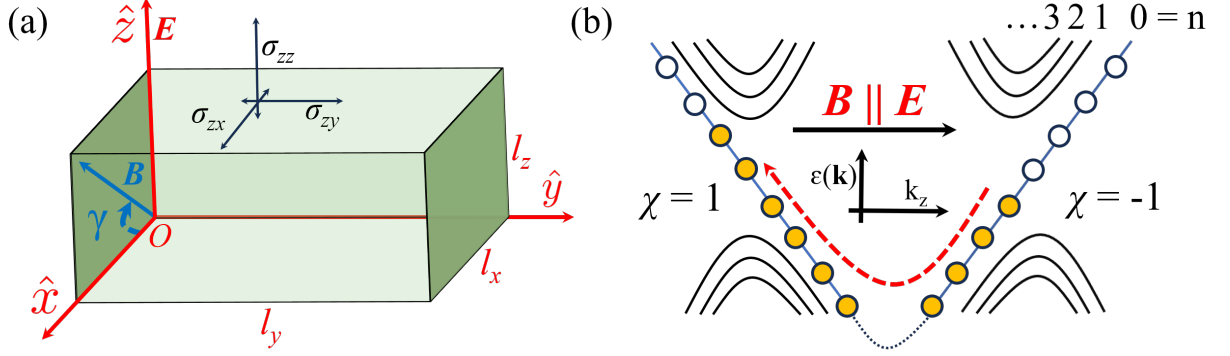 (a)
ẑ E
σzz
σzx
σzy
B
γ
O
ŷ
x̂
lx
ly
lz
(b)
...3 2 1 0 = n
B || E
ε(k)
kz
χ = 1
χ = -1